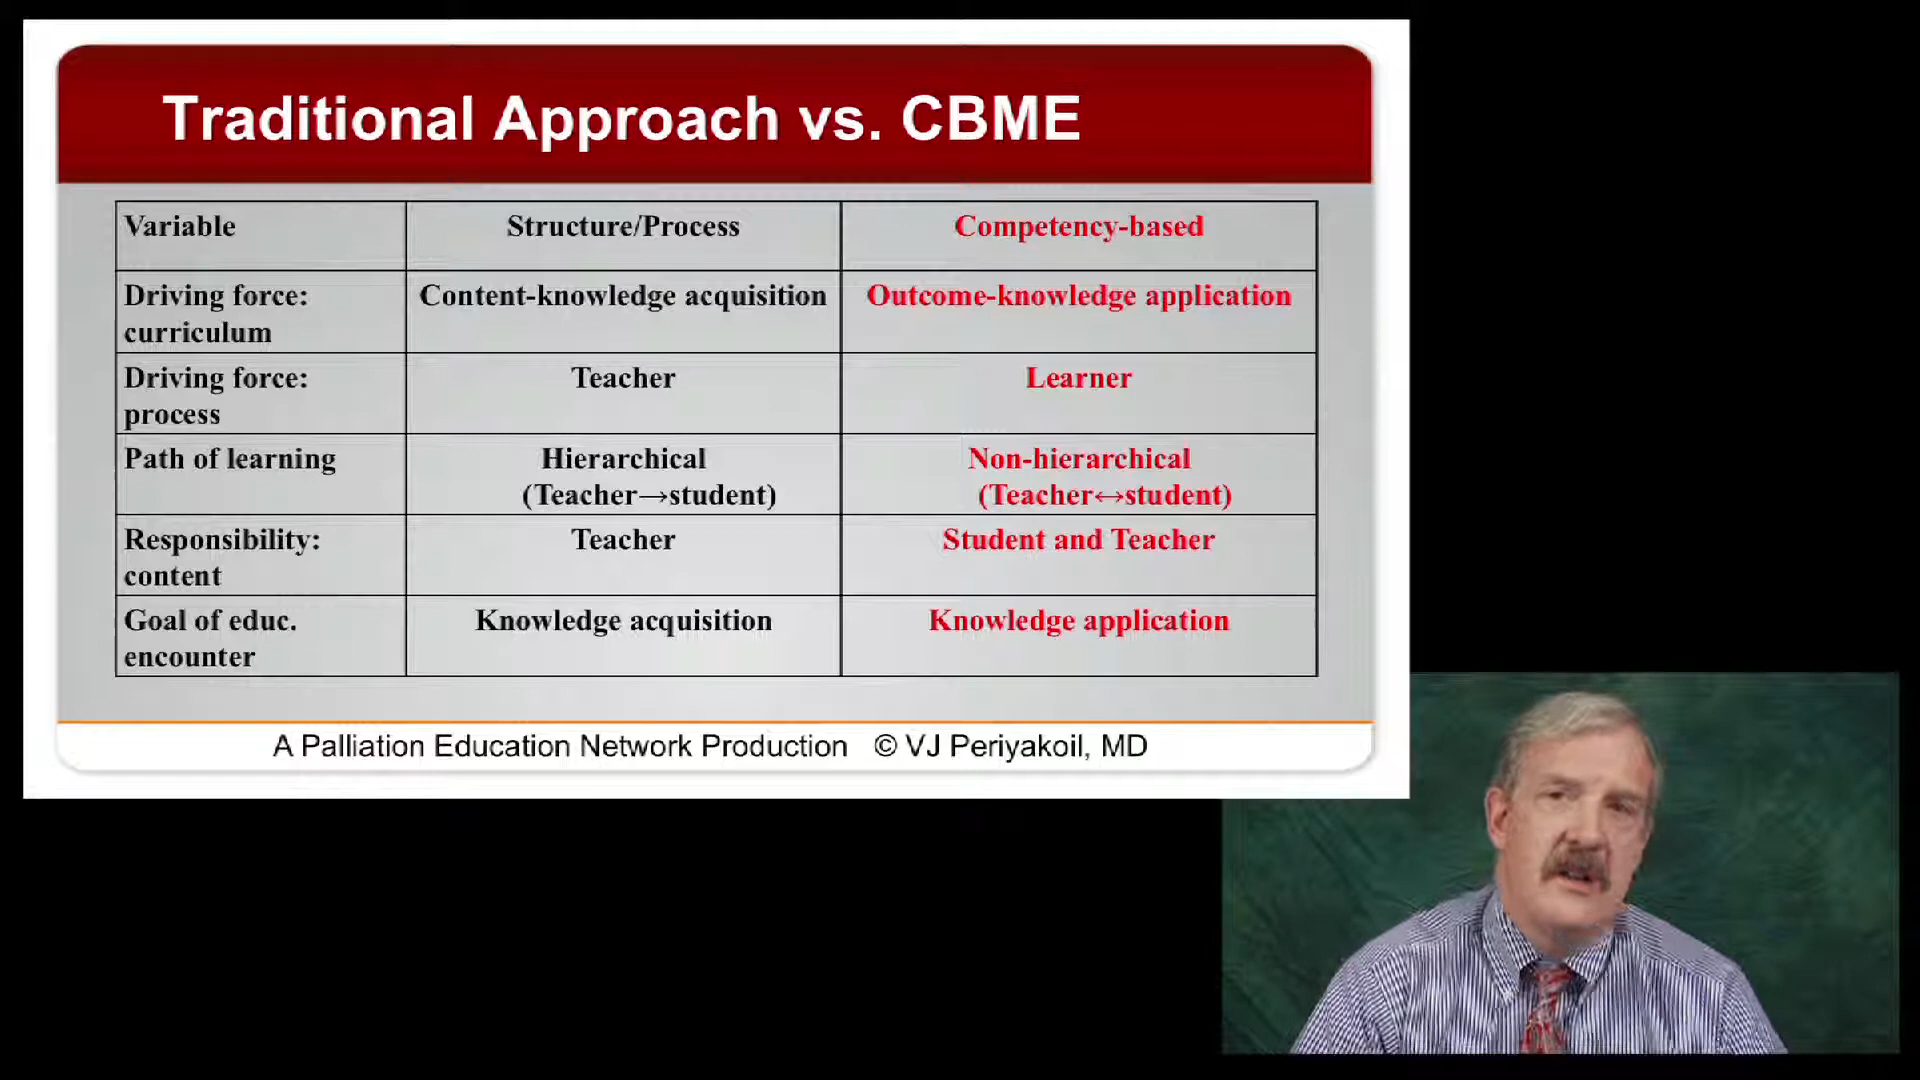 Traditional Approach vs. CBME
Variable
Structure/Process
Competency-based
Driving force:
curriculum
Content-knowledge acquisition
Outcome-knowledge application
Driving force:
process
Teacher
Learner
Path of learning
Hierarchical
(Teacher→student)
Non-hierarchical
(Teacher↔student)
Responsibility:
content
Teacher
Student and Teacher
Goal of educ.
encounter
Knowledge acquisition
Knowledge application
A Palliation Education Network Production © VJ Periyakoil, MD